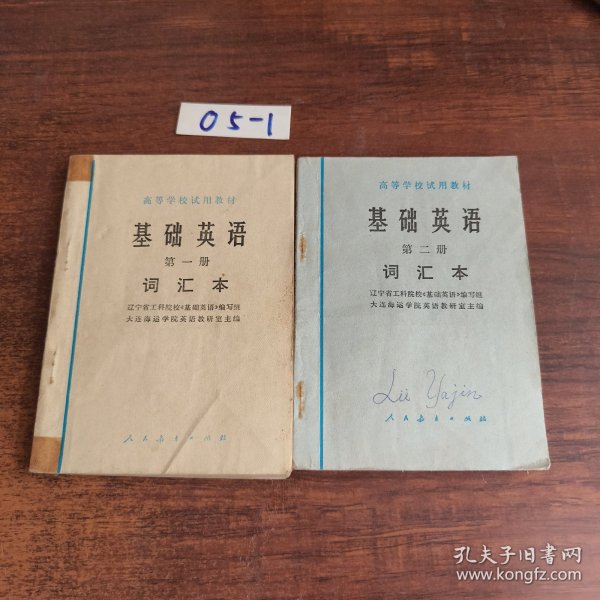 05-1
高等学校试用教材
基础英语
第一册
词汇本
辽宁省工科院校《基础英语》编写组
大连海运学院英语教研室主编
人民教育出版社
高等学校试用教材
基础英语
第二册
词汇本
辽宁省工科院校《基础英语》编写组
大连海运学院英语教研室主编
Lii Yajin
人民教育出版社
孔夫子旧书网
www.kongfz.com